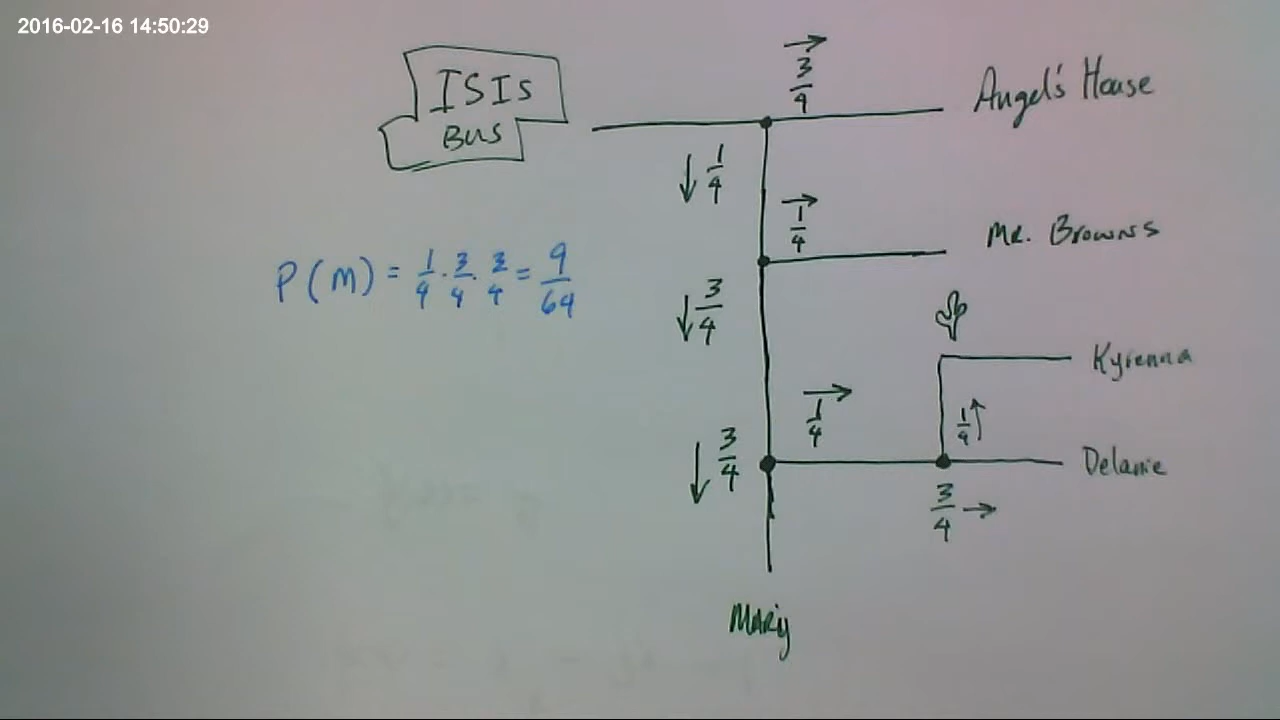 2016-02-16 14:50:29
ISIs
BUS
→
3/4
Angel's House
↓ 1/4
→
1/4
Mr. Browns
P(M) = 1/4 · 3/4 · 3/4 = 9/64
↓ 3/4
Kyrenna
→
1/4
1/4 ↑
↓ 3/4
Delanie
3/4 →
Mary